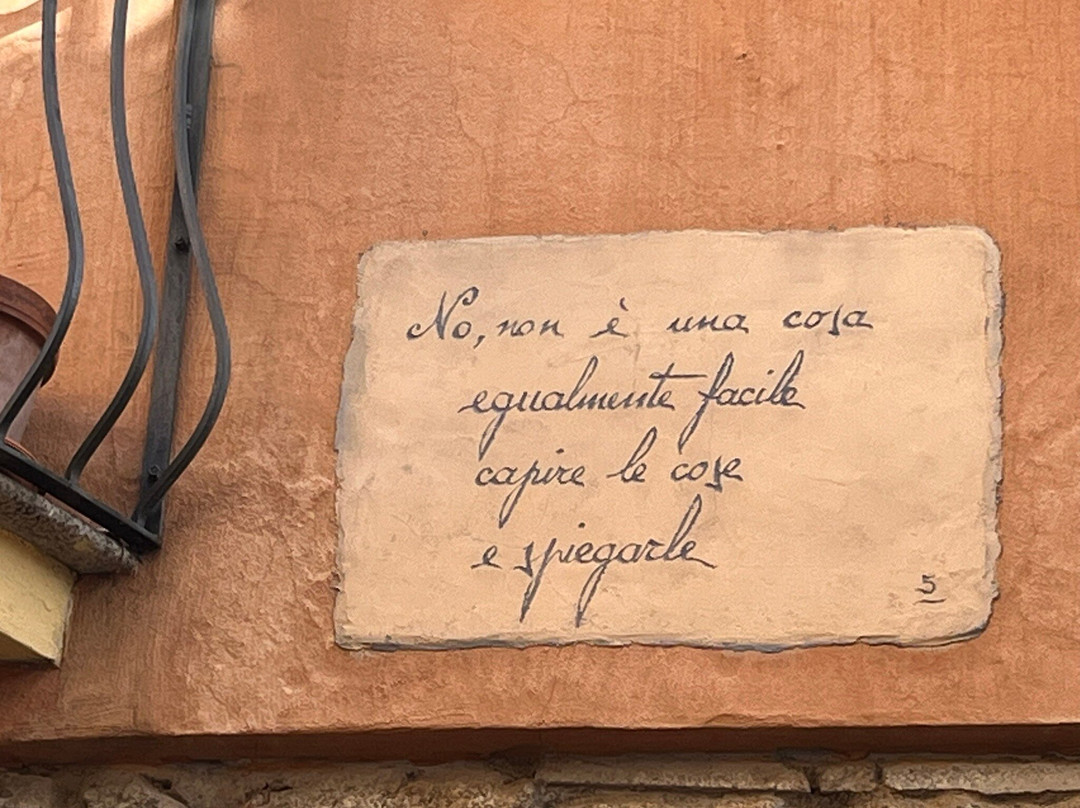 No, non è una cosa
egualmente facile
capire le cose
e spiegarle
5